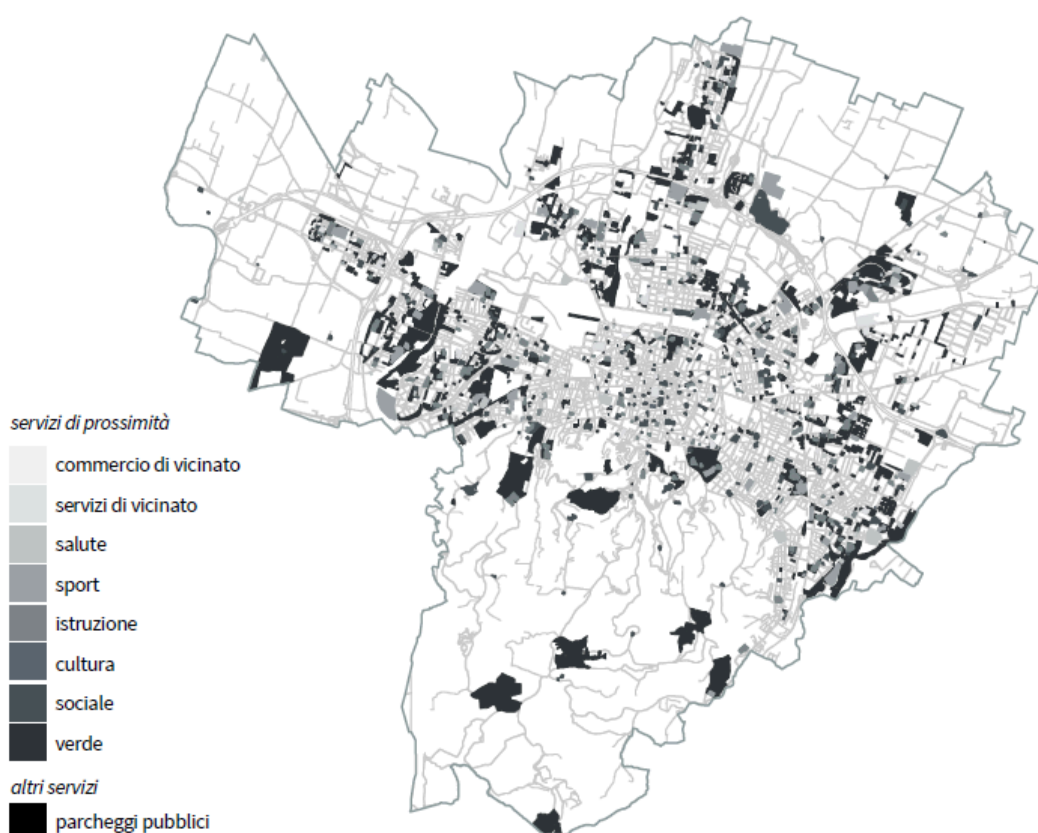 servizi di prossimità
commercio di vicinato
servizi di vicinato
salute
sport
istruzione
cultura
sociale
verde
altri servizi
parcheggi pubblici